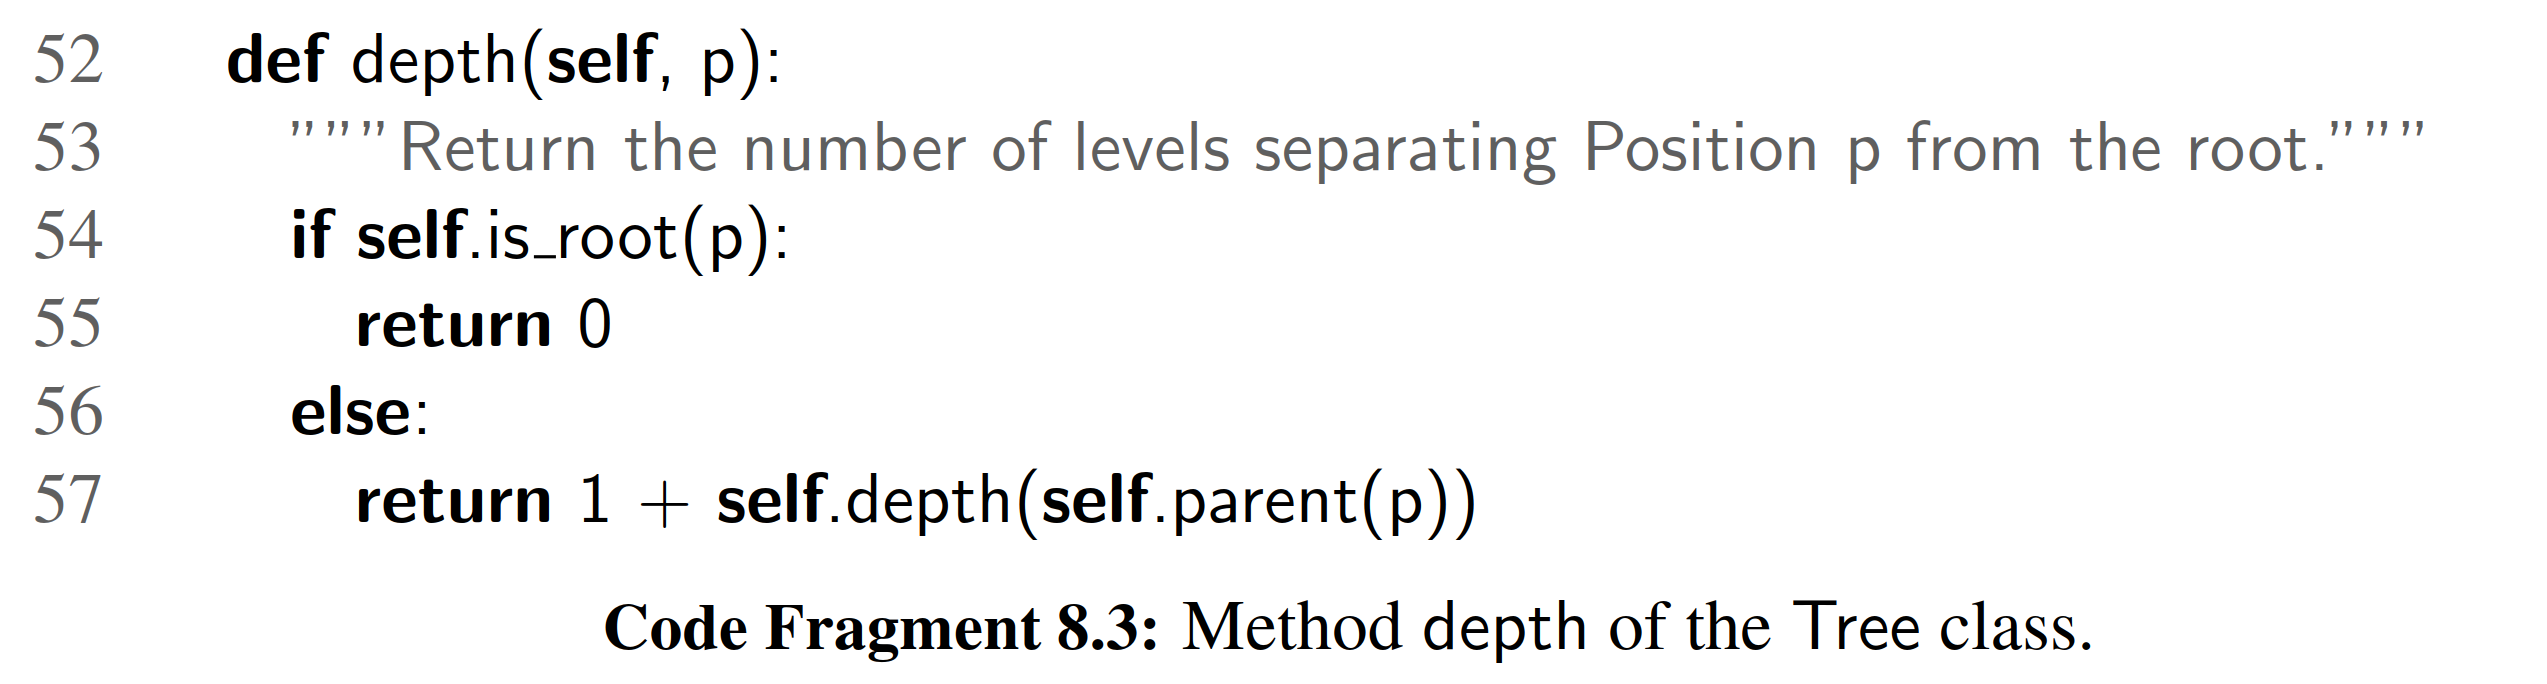 52 def depth(self, p):
53 """Return the number of levels separating Position p from the root."""
54 if self.is_root(p):
55 return 0
56 else:
57 return 1 + self.depth(self.parent(p))
Code Fragment 8.3: Method depth of the Tree class.